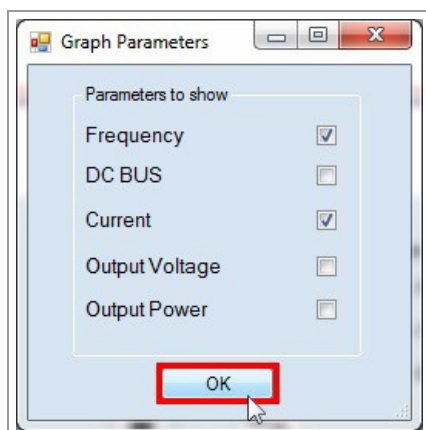 Graph Parameters
Parameters to show
Frequency
DC BUS
Current
Output Voltage
Output Power
OK